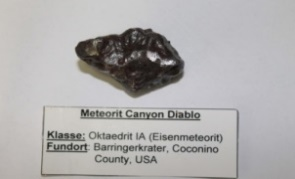 Meteorit Canyon Diablo
Klasse: Oktaedrit IA (Eisenmeteorit)
Fundort: Barringerkrater, Coconino
County, USA